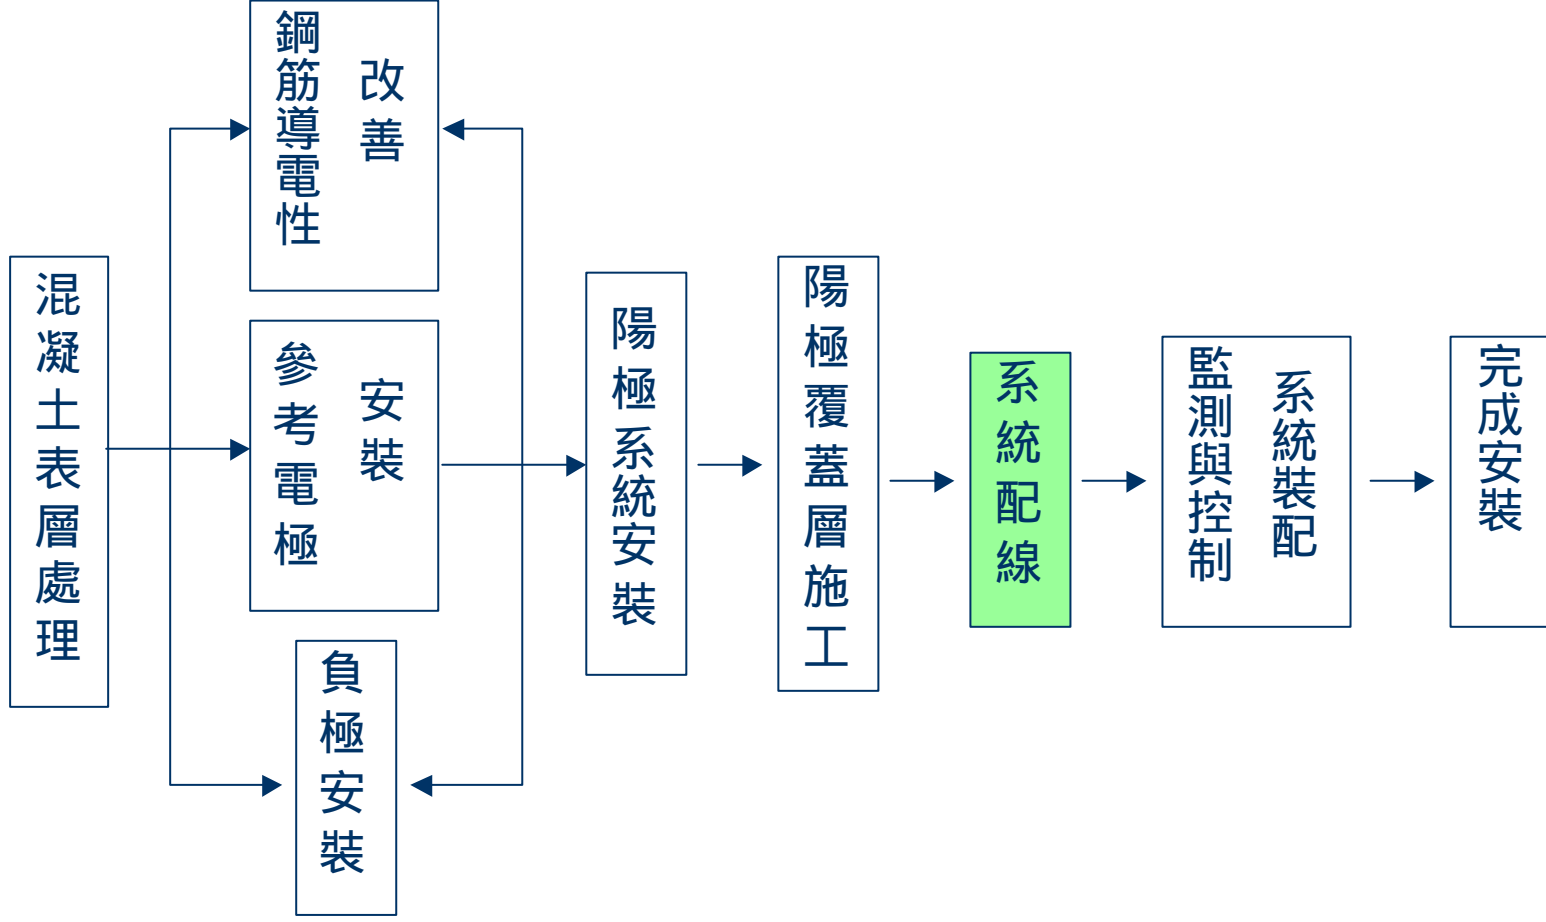 混凝土表層處理
鋼筋導電性
改善
參考電極
安裝
負極安裝
陽極系統安裝
陽極覆蓋層施工
系統配線
監測與控制
系統裝配
完成安裝